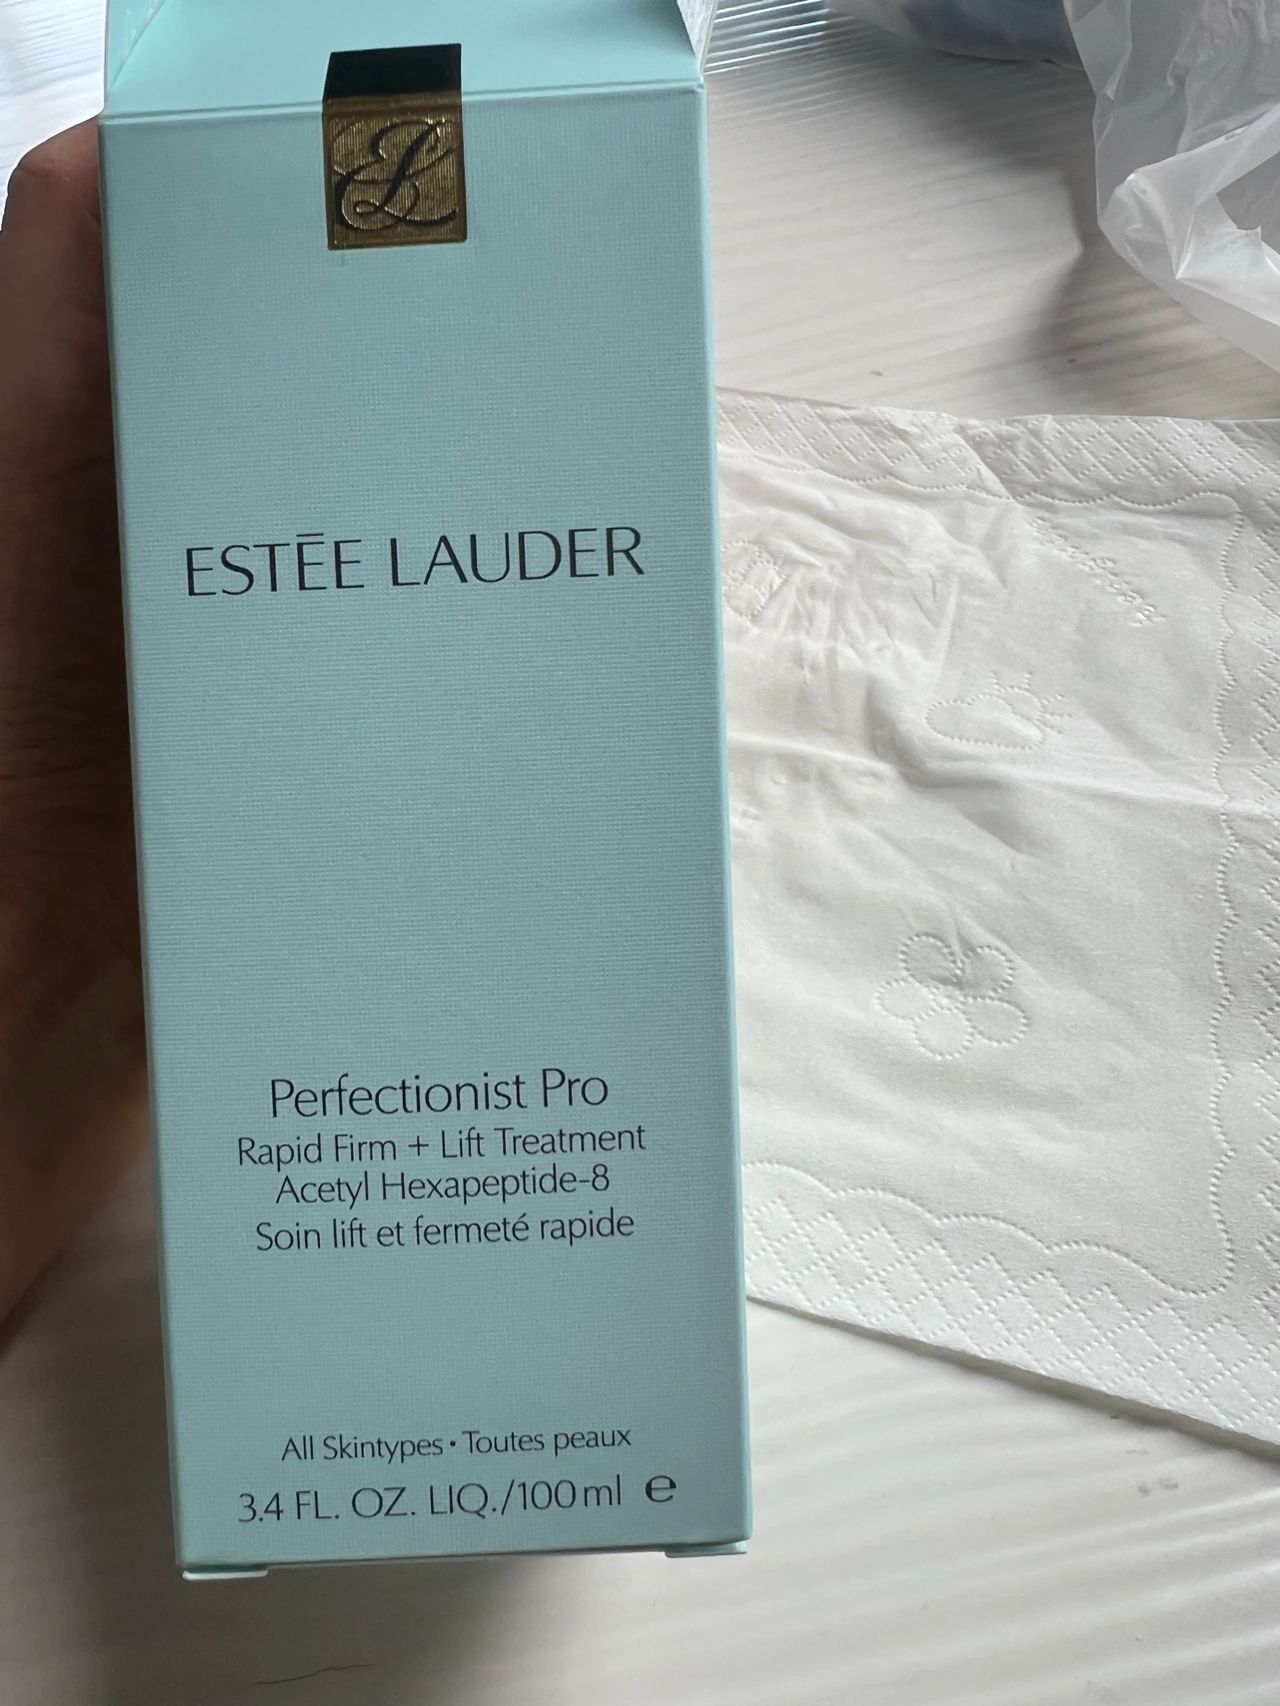 ESTĒE LAUDER
Perfectionist Pro
Rapid Firm + Lift Treatment
Acetyl Hexapeptide-8
Soin lift et fermeté rapide
All Skintypes • Toutes peaux
3.4 FL. OZ. LIQ./100 ml ℮